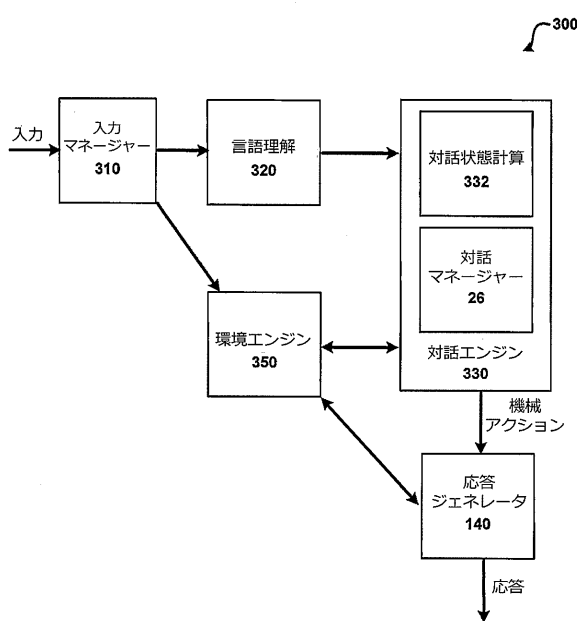 300
入力
入力
マネージャー
310
言語理解
320
対話状態計算
332
対話
マネージャー
26
対話エンジン
330
環境エンジン
350
機械
アクション
応答
ジェネレータ
140
応答